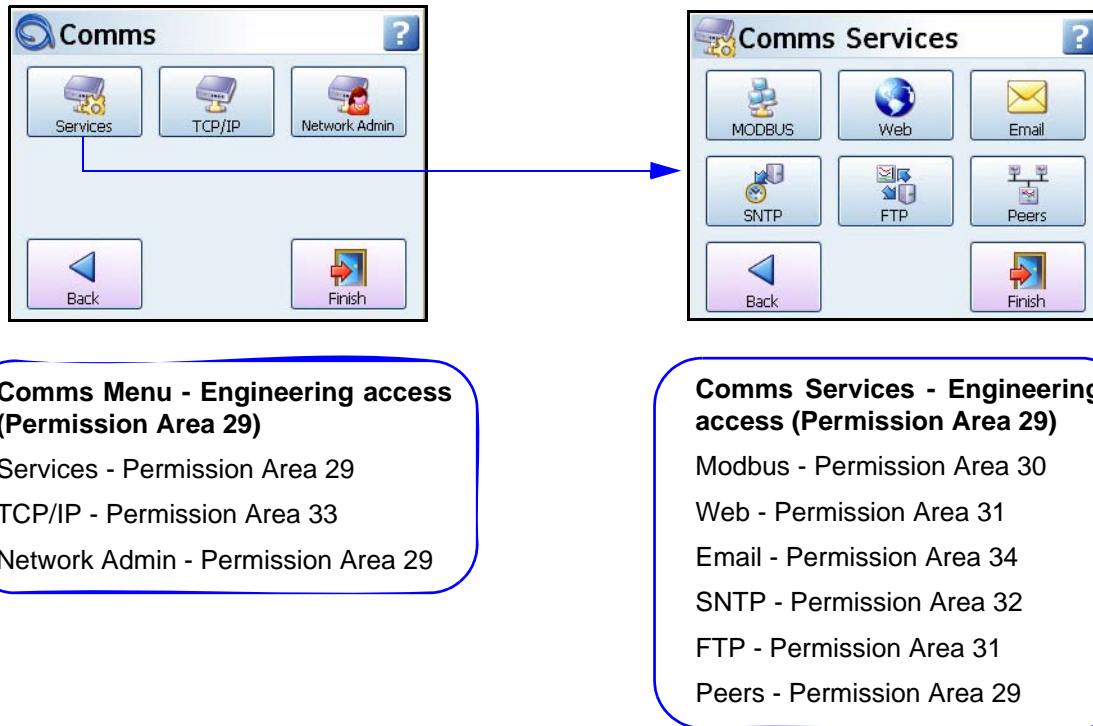 Comms
?
Services
TCP/IP
Network Admin
Back
Finish
Comms Services
?
MODBUS
Web
Email
SNTP
FTP
Peers
Back
Finish
Comms Menu - Engineering access
(Permission Area 29)
Services - Permission Area 29
TCP/IP - Permission Area 33
Network Admin - Permission Area 29
Comms Services - Engineering
access (Permission Area 29)
Modbus - Permission Area 30
Web - Permission Area 31
Email - Permission Area 34
SNTP - Permission Area 32
FTP - Permission Area 31
Peers - Permission Area 29